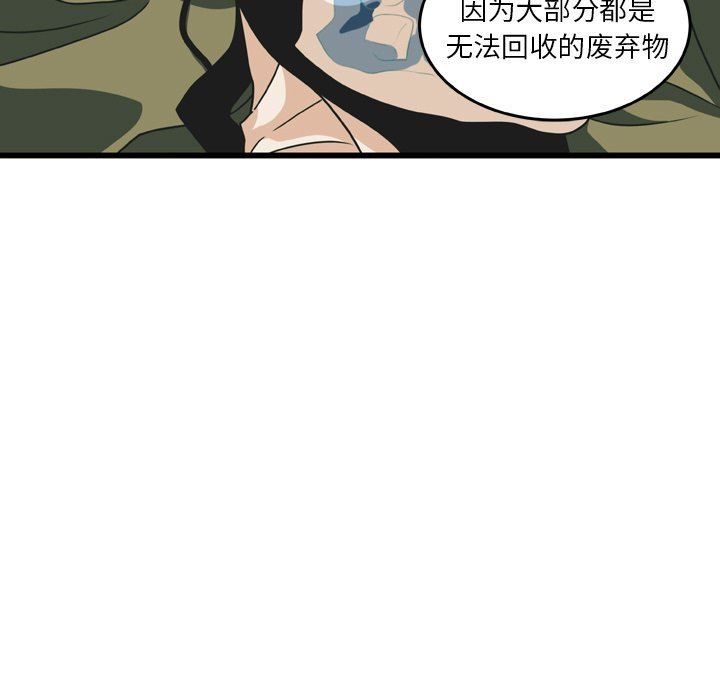 因为大部分都是
无法回收的废弃物